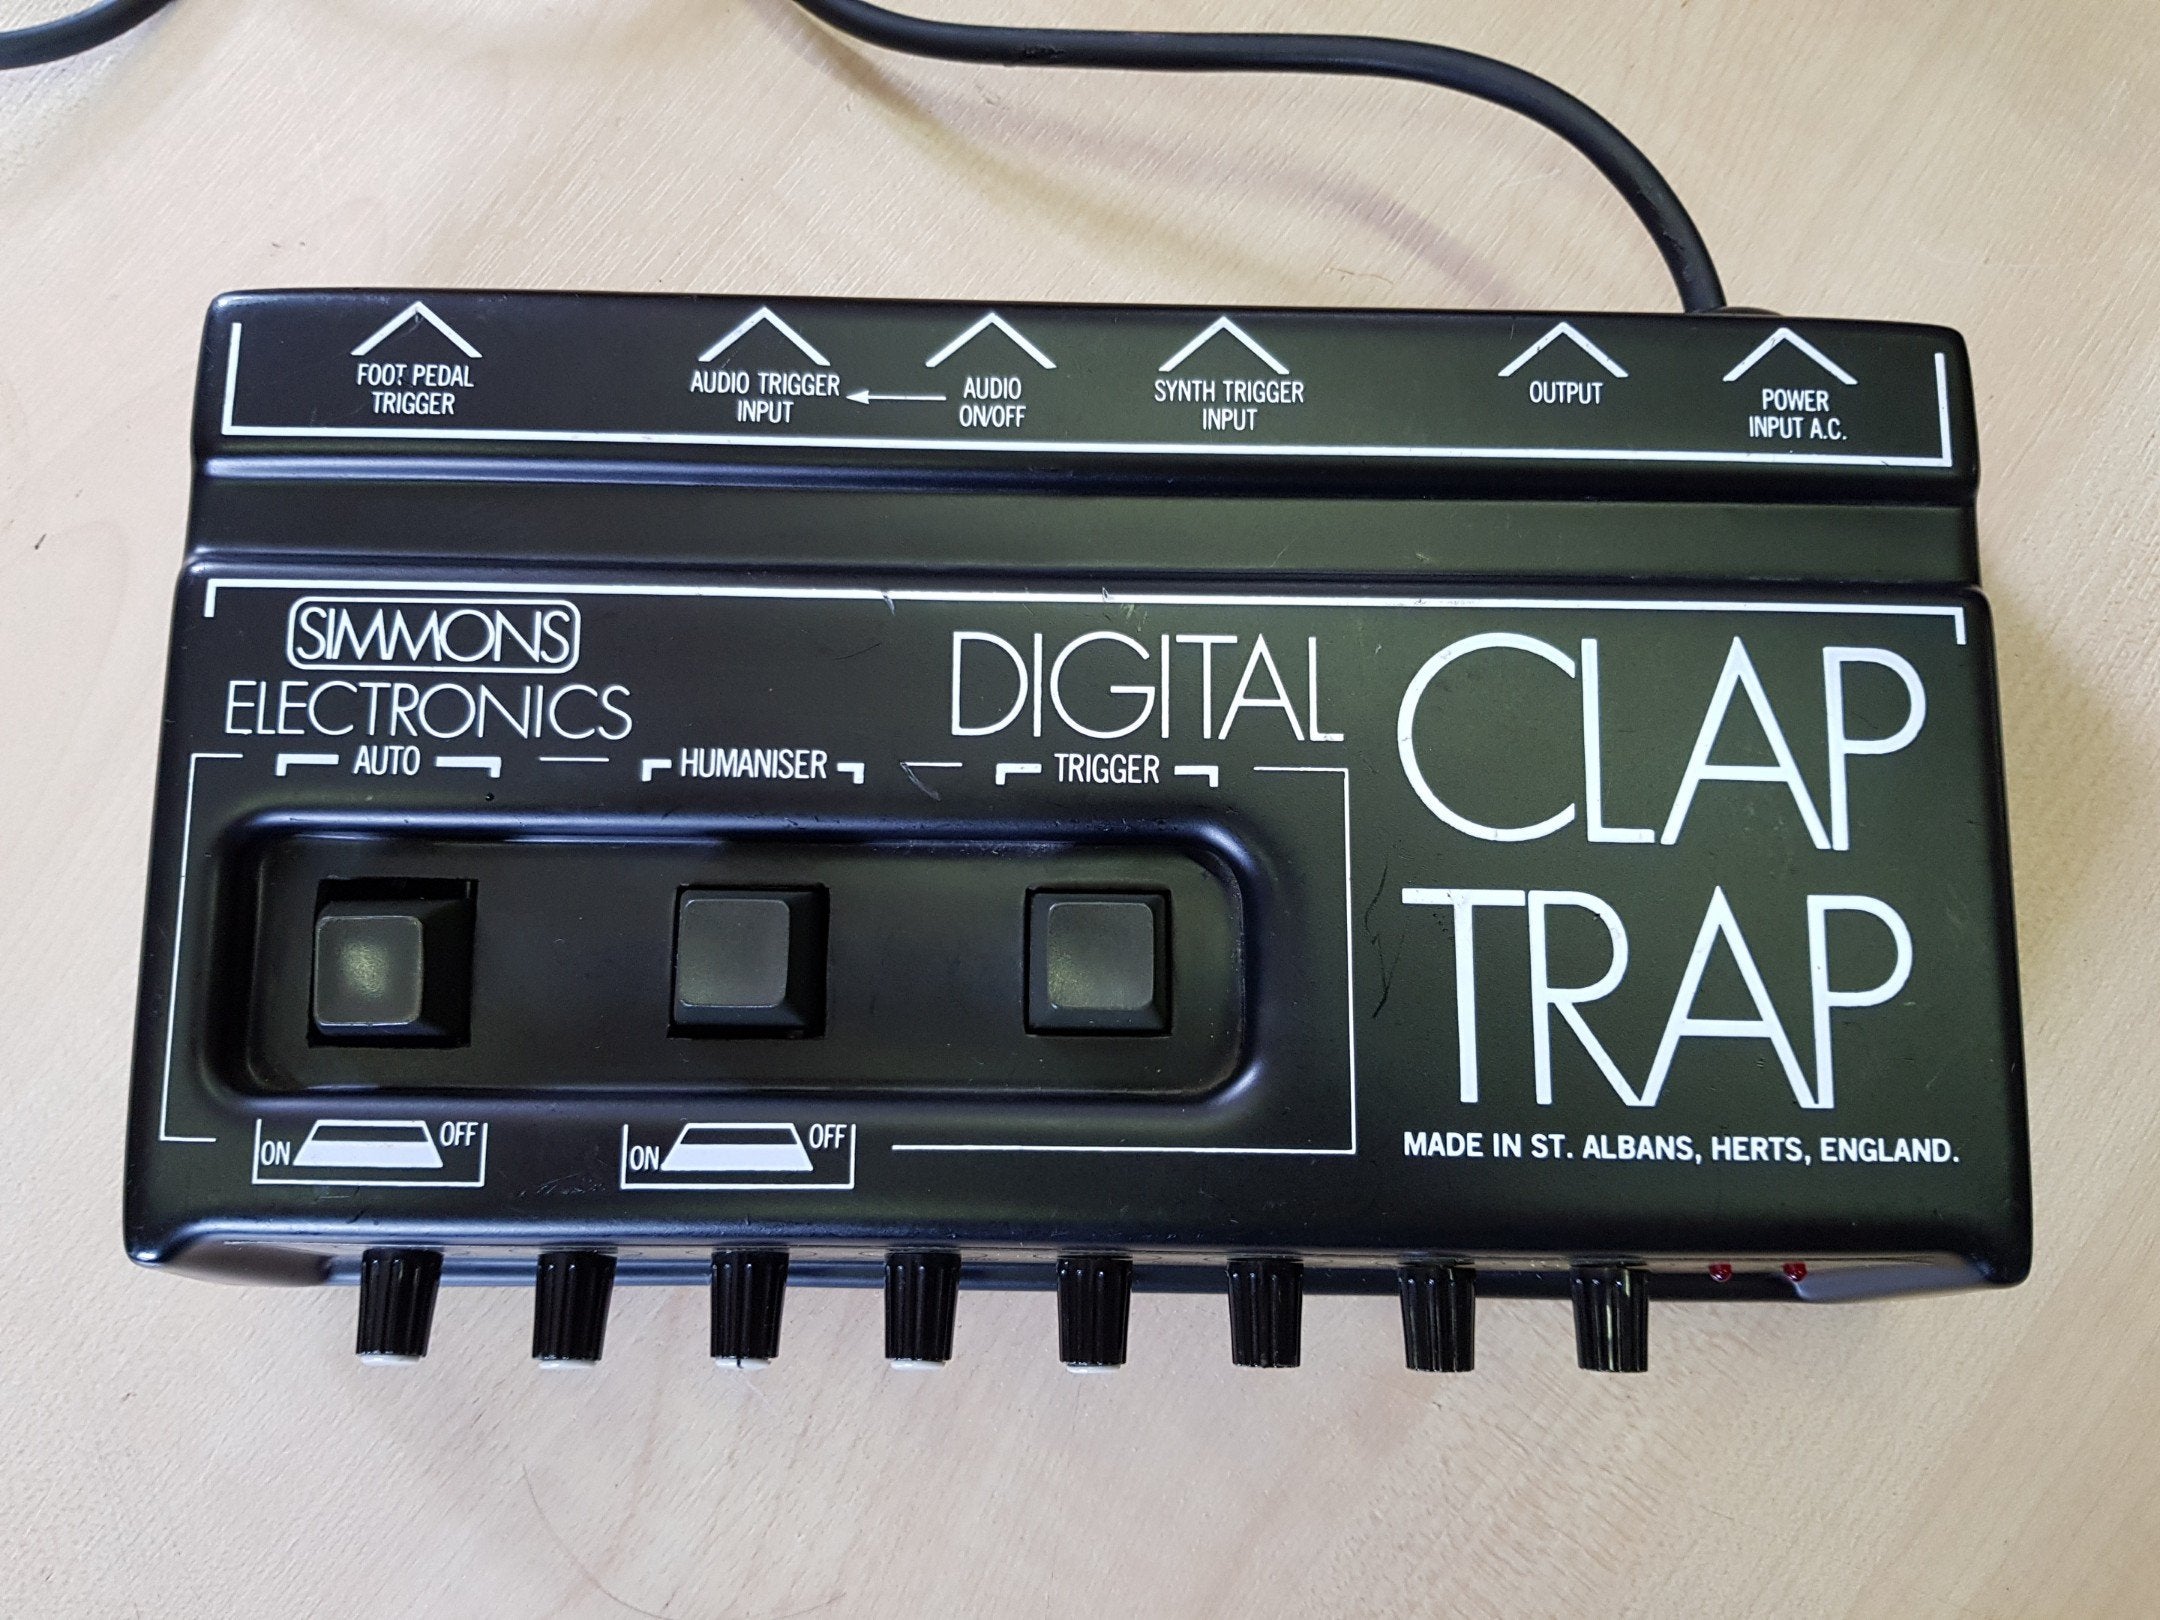 FOOT PEDAL
TRIGGER
AUDIO TRIGGER
INPUT
AUDIO
ON/OFF
SYNTH TRIGGER
INPUT
OUTPUT
POWER
INPUT A.C.
SIMMONS
ELECTRONICS
DIGITAL
CLAP
TRAP
AUTO
HUMANISER
TRIGGER
ON
OFF
ON
OFF
MADE IN ST. ALBANS, HERTS, ENGLAND.